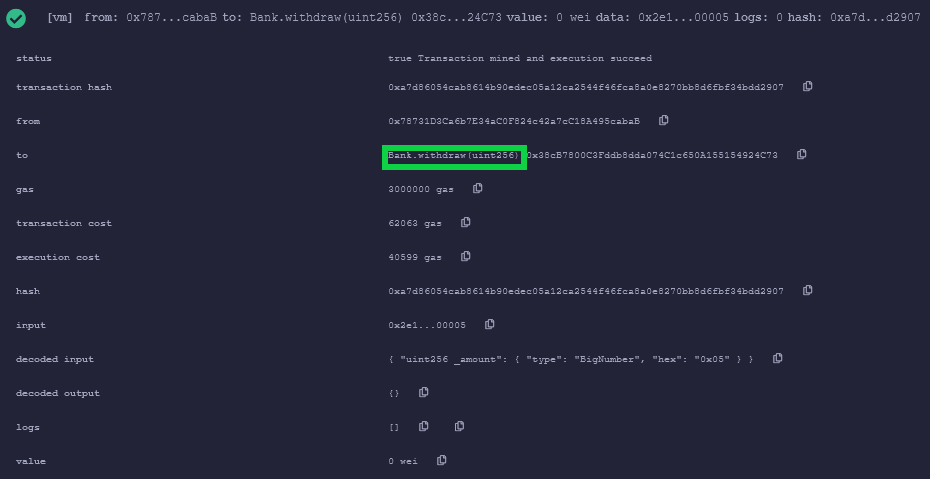 [vm] from: 0x787...cabaB to: Bank.withdraw(uint256) 0x38c...24C73 value: 0 wei data: 0x2e1...00005 logs: 0 hash: 0xa7d...d2907
status true Transaction mined and execution succeed
transaction hash 0xa7d86054cab8614b90edec05a12ca2544f46fca8a0e8270bb8d6fbf34bdd2907
from 0x78731D3Ca6b7E34aC0F824c42a7cC18A495cabaB
to Bank.withdraw(uint256) 0x38cB7800C3Fddb8dda074C1c650A155154924C73
gas 3000000 gas
transaction cost 62063 gas
execution cost 40599 gas
hash 0xa7d86054cab8614b90edec05a12ca2544f46fca8a0e8270bb8d6fbf34bdd2907
input 0x2e1...00005
decoded input { "uint256 _amount": { "type": "BigNumber", "hex": "0x05" } }
decoded output {}
logs []
value 0 wei